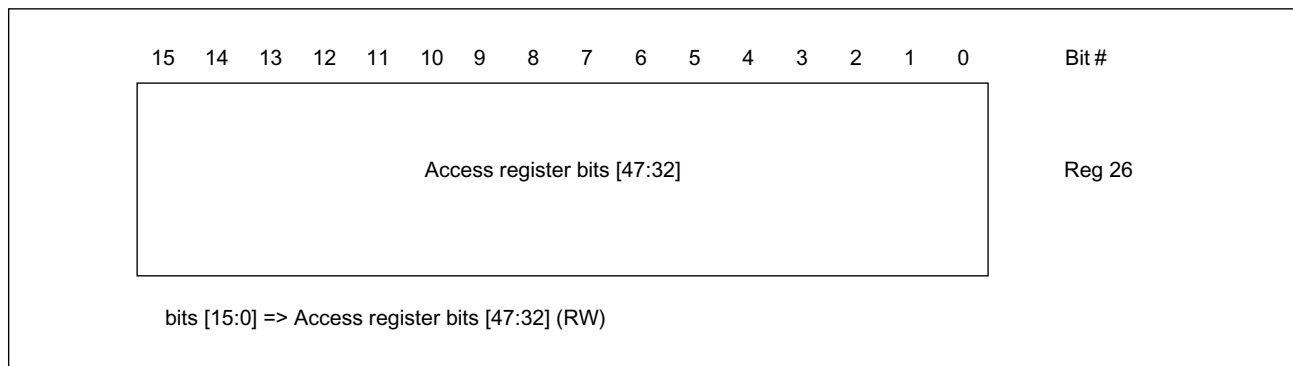 15 14 13 12 11 10 9 8 7 6 5 4 3 2 1 0 Bit #
Access register bits [47:32] Reg 26
bits [15:0] => Access register bits [47:32] (RW)